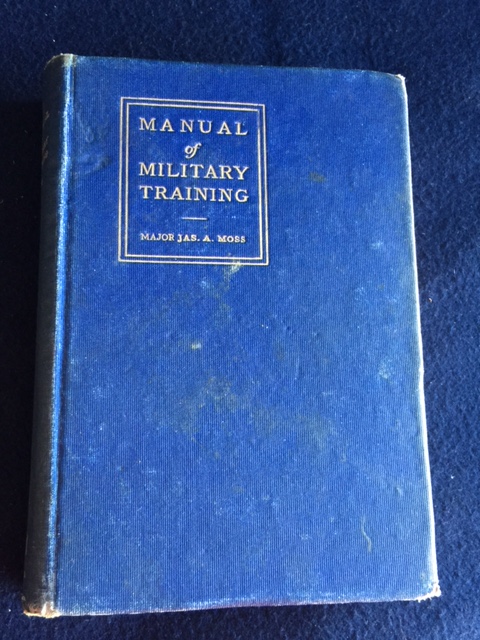 MANUAL
of
MILITARY
TRAINING
MAJOR JAS. A. MOSS